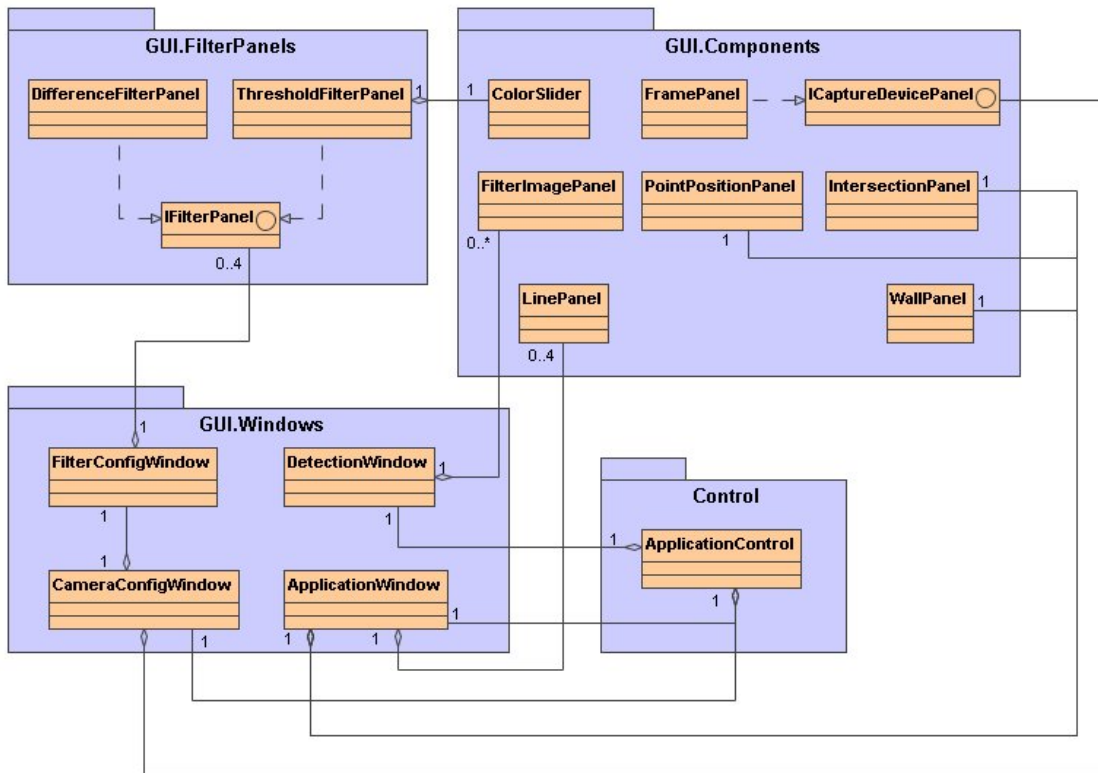 GUI.FilterPanels
DifferenceFilterPanel
ThresholdFilterPanel
1
IFilterPanel
0..4
GUI.Components
1
ColorSlider
FramePanel
ICaptureDevicePanel
FilterImagePanel
0..*
PointPositionPanel
1
IntersectionPanel
1
LinePanel
0..4
WallPanel
1
GUI.Windows
1
FilterConfigWindow
1
DetectionWindow
1
1
1
CameraConfigWindow
1
ApplicationWindow
1
1
1
Control
1
ApplicationControl
1